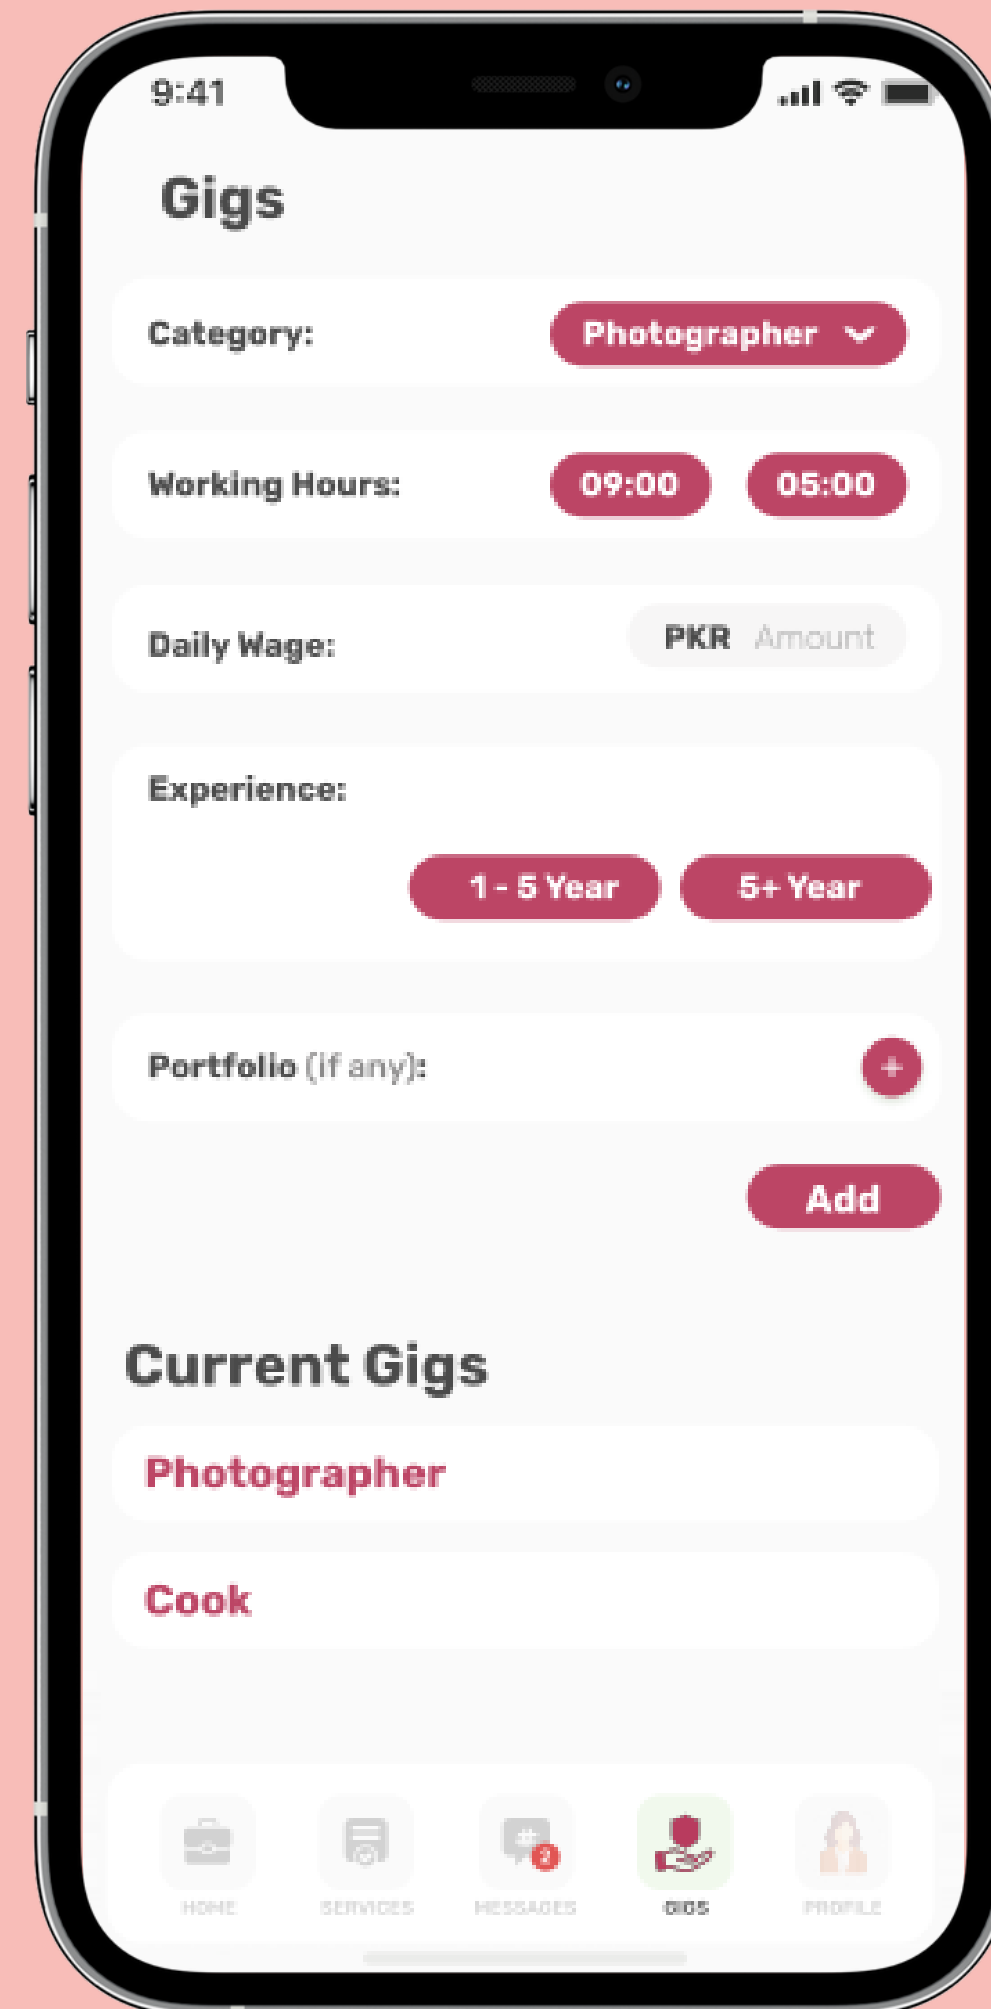 9:41
Gigs
Category: Photographer
Working Hours: 09:00 05:00
Daily Wage: PKR Amount
Experience:
1 - 5 Year 5+ Year
Portfolio (if any): +
Add
Current Gigs
Photographer
Cook
#
HOME SERVICES MESSAGES GIGS PROFILE